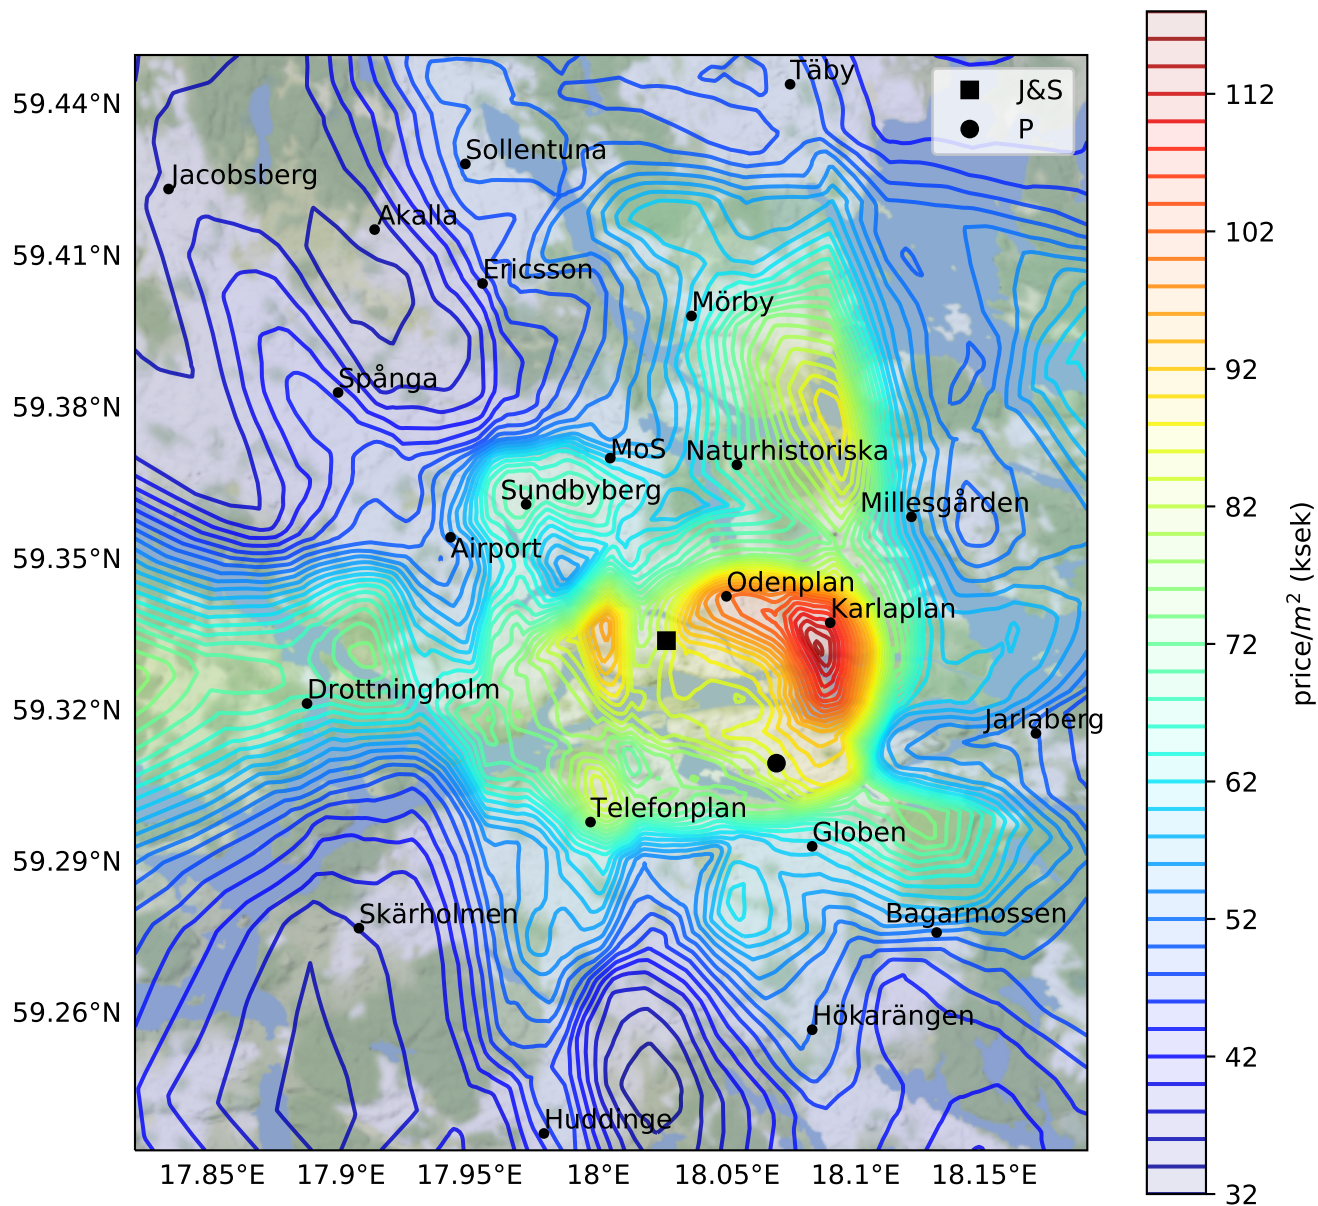 59.44°N
59.41°N
59.38°N
59.35°N
59.32°N
59.29°N
59.26°N
Täby
J&S
P
Sollentuna
Jacobsberg
Akalla
Ericsson
Mörby
Spånga
MoS
Naturhistoriska
Sundbyberg
Millesgården
Airport
Odenplan
Karlaplan
Drottningholm
Jarlaberg
Telefonplan
Globen
Skärholmen
Bagarmossen
Hökarängen
Huddinge
17.85°E
17.9°E
17.95°E
18°E
18.05°E
18.1°E
18.15°E
112
102
92
82
72
62
52
42
32
price/m² (ksek)